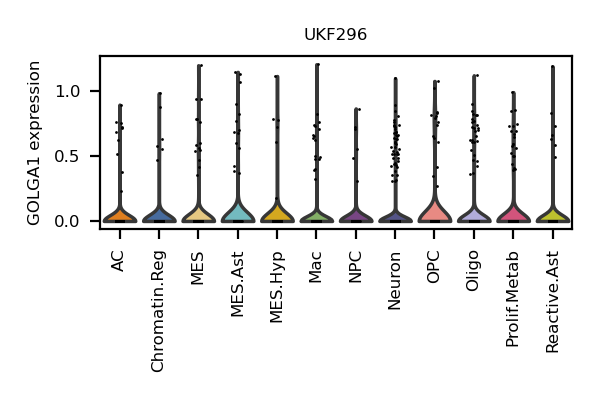 UKF296
GOLGA1 expression
1.0
0.5
0.0
AC
Chromatin.Reg
MES
MES.Ast
MES.Hyp
Mac
NPC
Neuron
OPC
Oligo
Prolif.Metab
Reactive.Ast